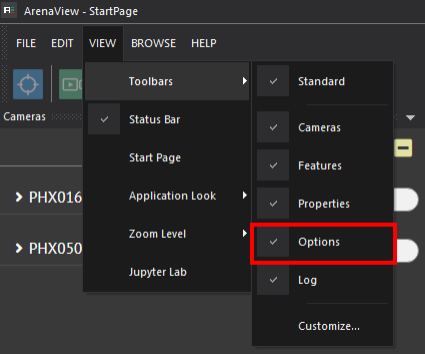 ArenaView - StartPage
FILE EDIT VIEW BROWSE HELP
Cameras
Toolbars
Status Bar
Start Page
Application Look
Zoom Level
Jupyter Lab
Standard
Cameras
Features
Properties
Options
Log
Customize...
PHX016
PHX050